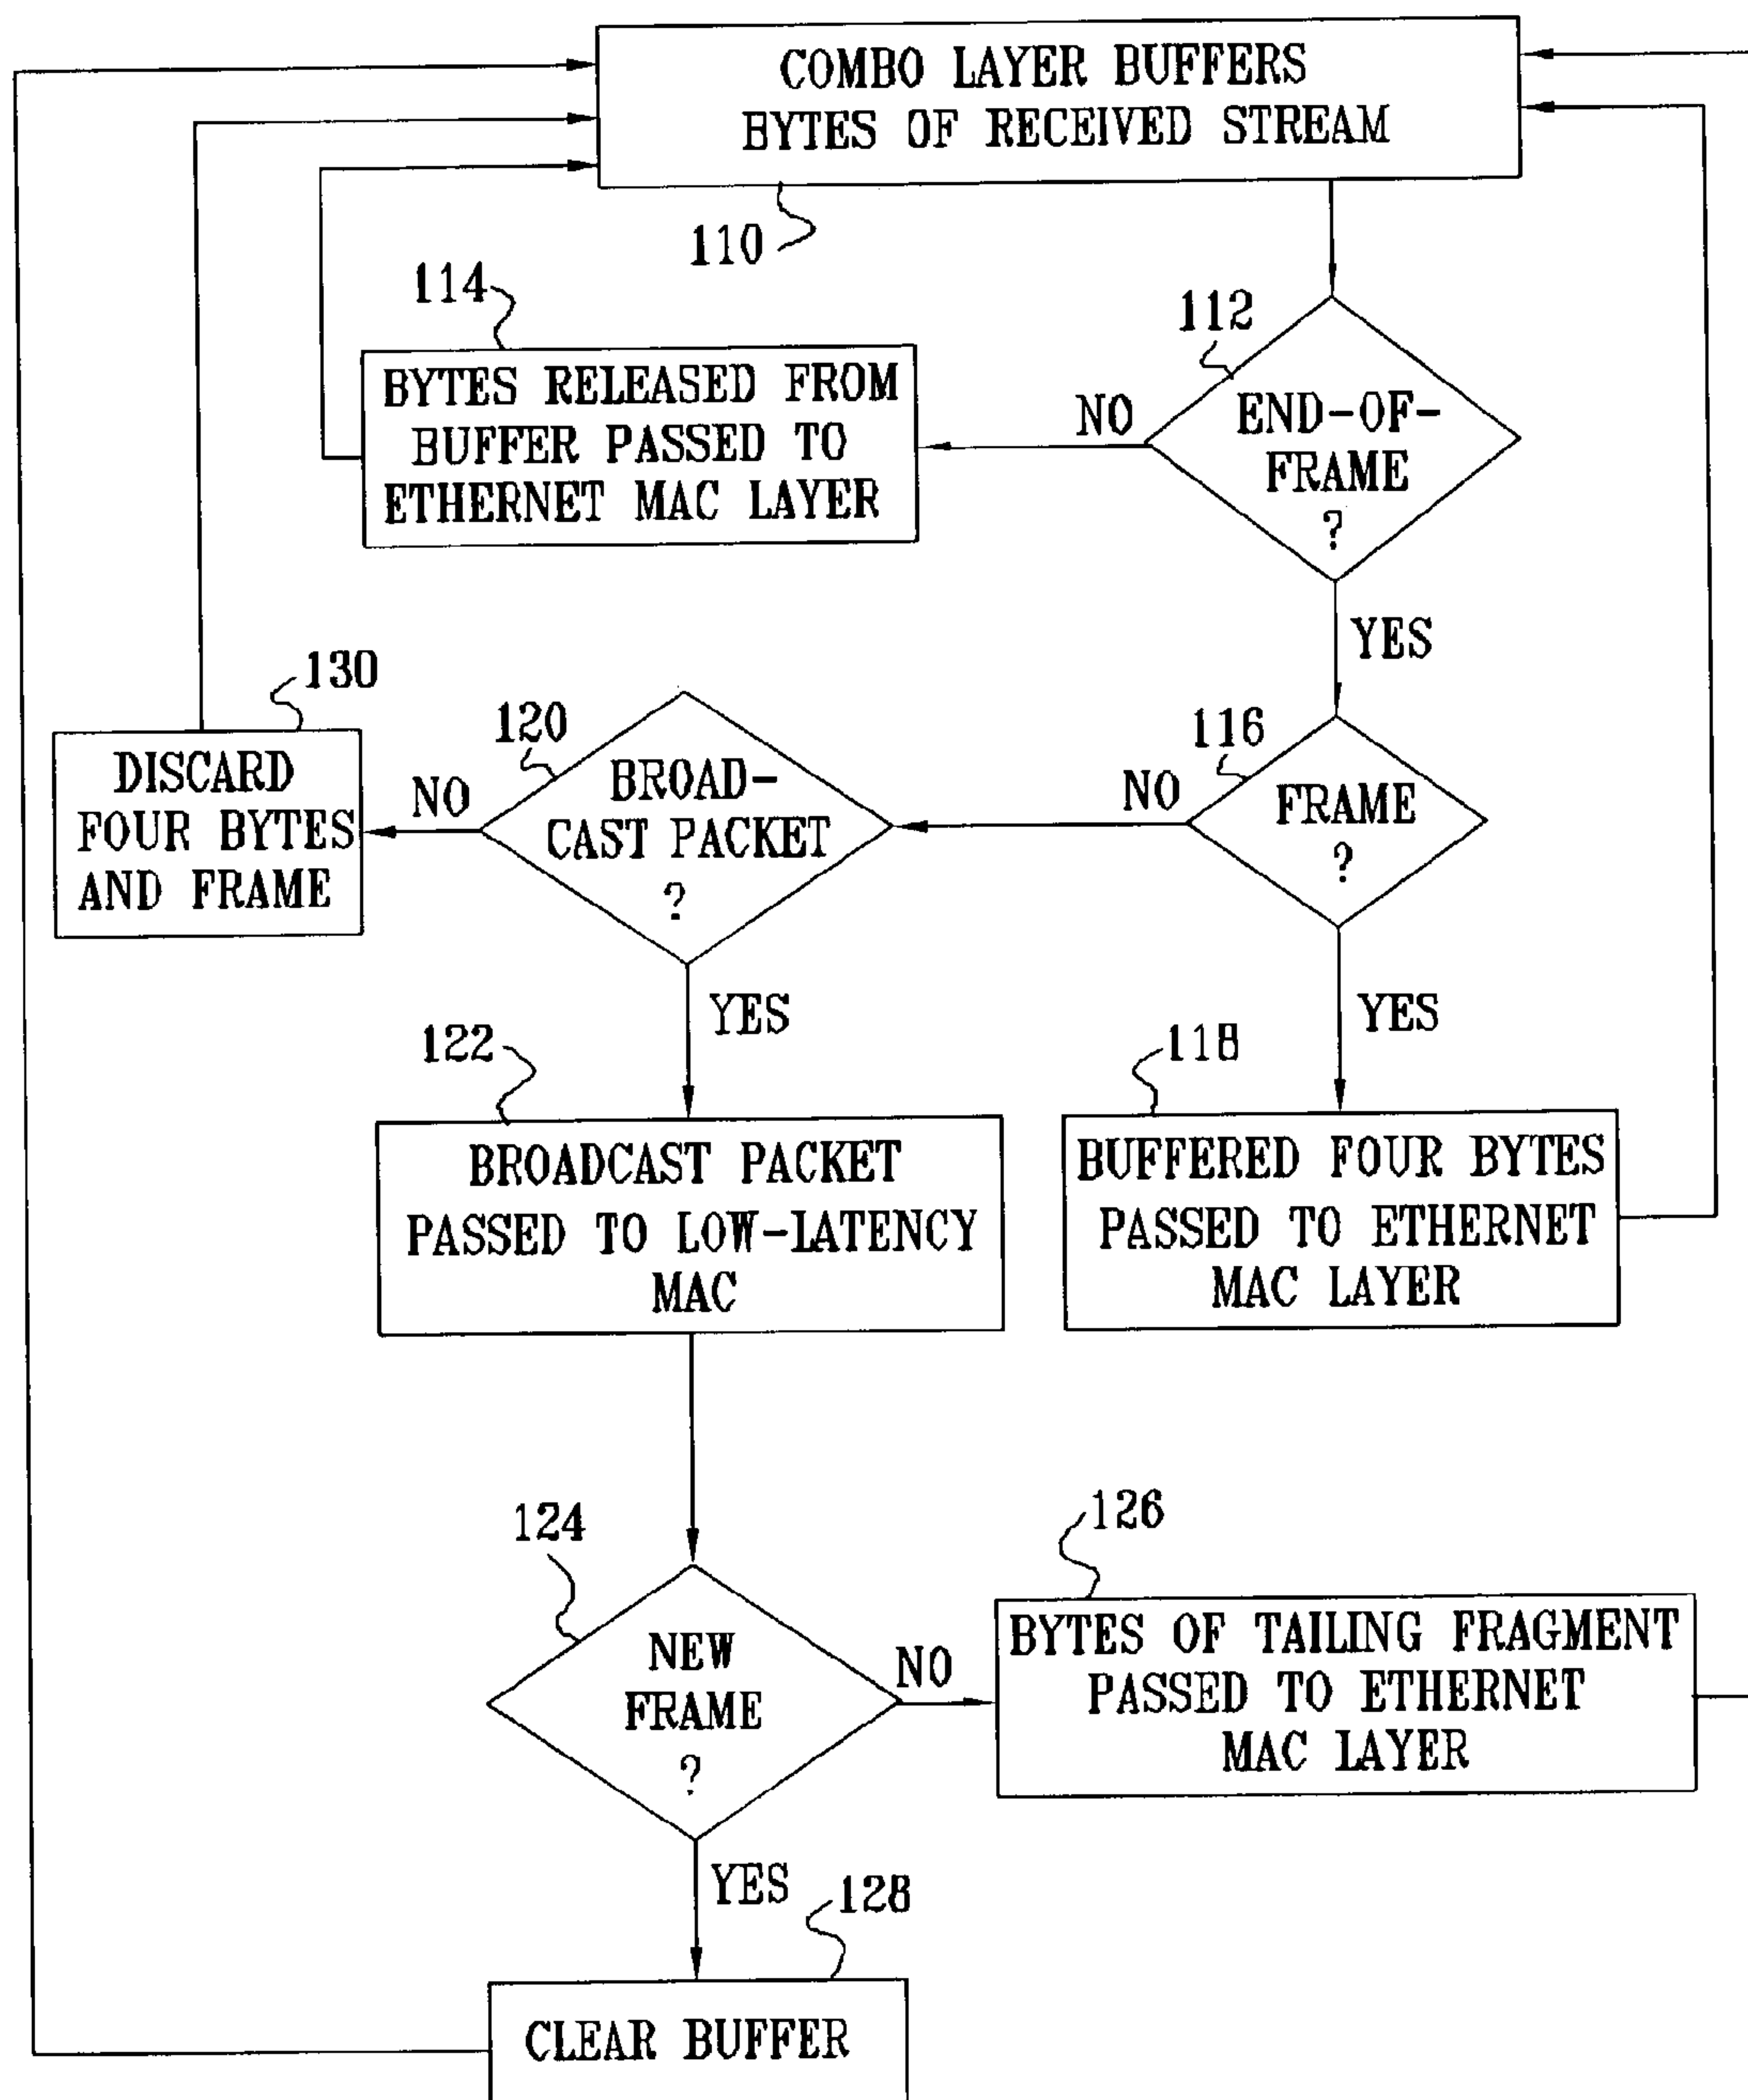 COMBO LAYER BUFFERS
BYTES OF RECEIVED STREAM
110
114
112
BYTES RELEASED FROM
BUFFER PASSED TO
ETHERNET MAC LAYER
NO
END-OF-
FRAME
?
YES
130
120
116
DISCARD
FOUR BYTES
AND FRAME
NO
BROAD-
CAST PACKET
?
NO
FRAME
?
YES
YES
122
118
BROADCAST PACKET
PASSED TO LOW-LATENCY
MAC
BUFFERED FOUR BYTES
PASSED TO ETHERNET
MAC LAYER
124
126
NEW
FRAME
?
NO
BYTES OF TAILING FRAGMENT
PASSED TO ETHERNET
MAC LAYER
YES
128
CLEAR BUFFER